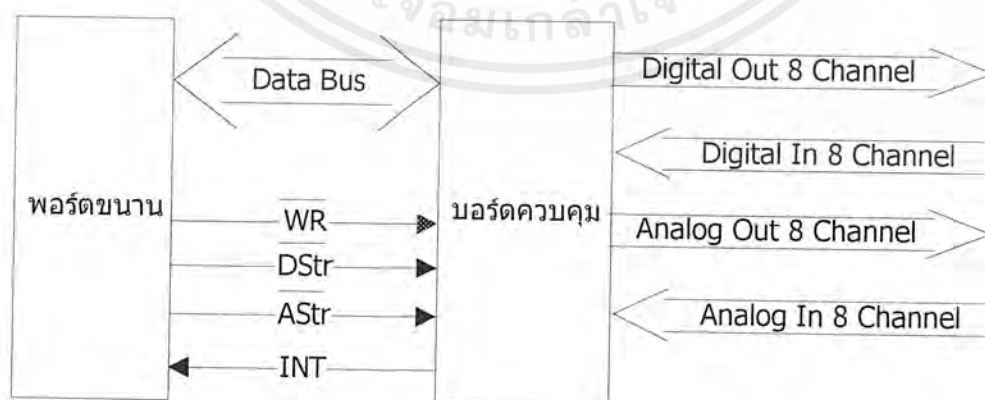 Data Bus
Digital Out 8 Channel
Digital In 8 Channel
พอร์ตขนาน
WR
บอร์ดควบคุม
Analog Out 8 Channel
DStr
AStr
Analog In 8 Channel
INT